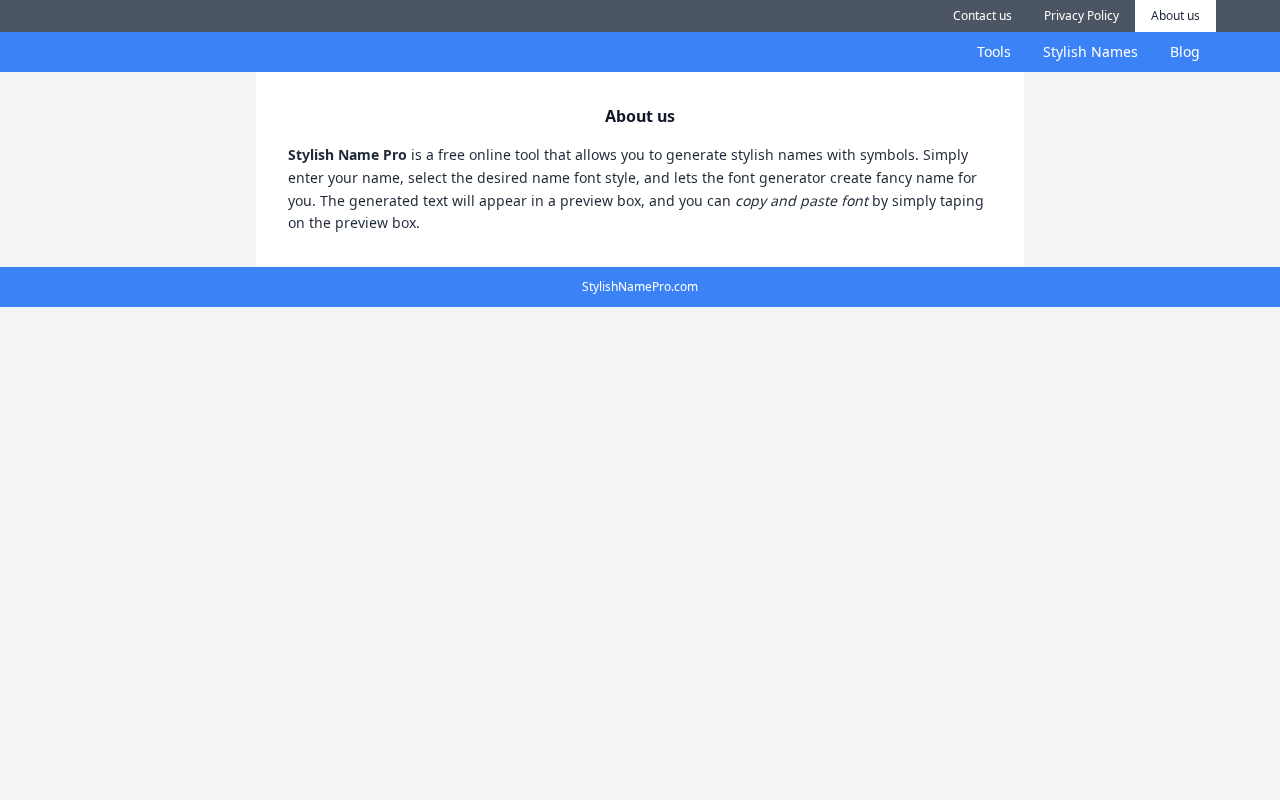 Contact us Privacy Policy About us
Tools Stylish Names Blog
About us
Stylish Name Pro is a free online tool that allows you to generate stylish names with symbols. Simply
enter your name, select the desired name font style, and lets the font generator create fancy name for
you. The generated text will appear in a preview box, and you can copy and paste font by simply taping
on the preview box.
StylishNamePro.com